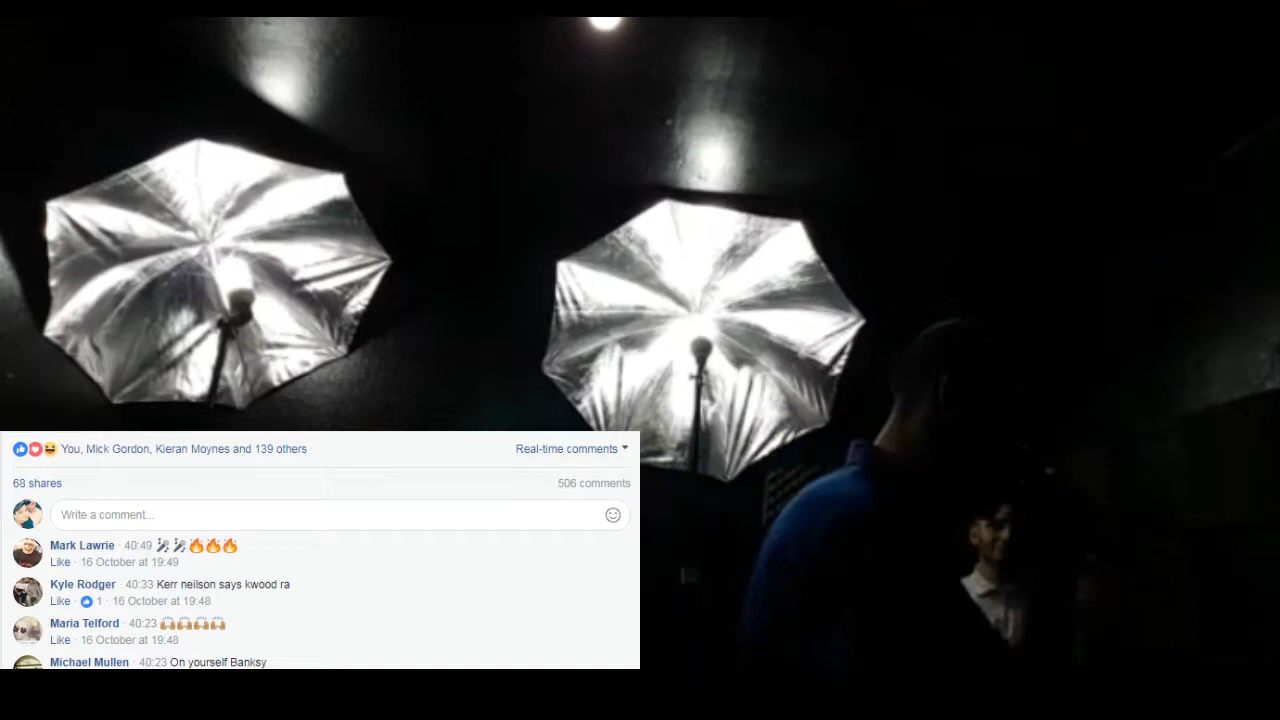 You, Mick Gordon, Kieran Moynes and 139 others Real-time comments
68 shares 506 comments
Write a comment...
Mark Lawrie · 40:49 🎤🎤🔥🔥🔥
Like · 16 October at 19:49
Kyle Rodger · 40:33 Kerr neilson says kwood ra
Like · 1 · 16 October at 19:48
Maria Telford · 40:23 🙌🏽🙌🏽🙌🏽🙌🏽
Like · 16 October at 19:48
Michael Mullen · 40:23 On yourself Banksy